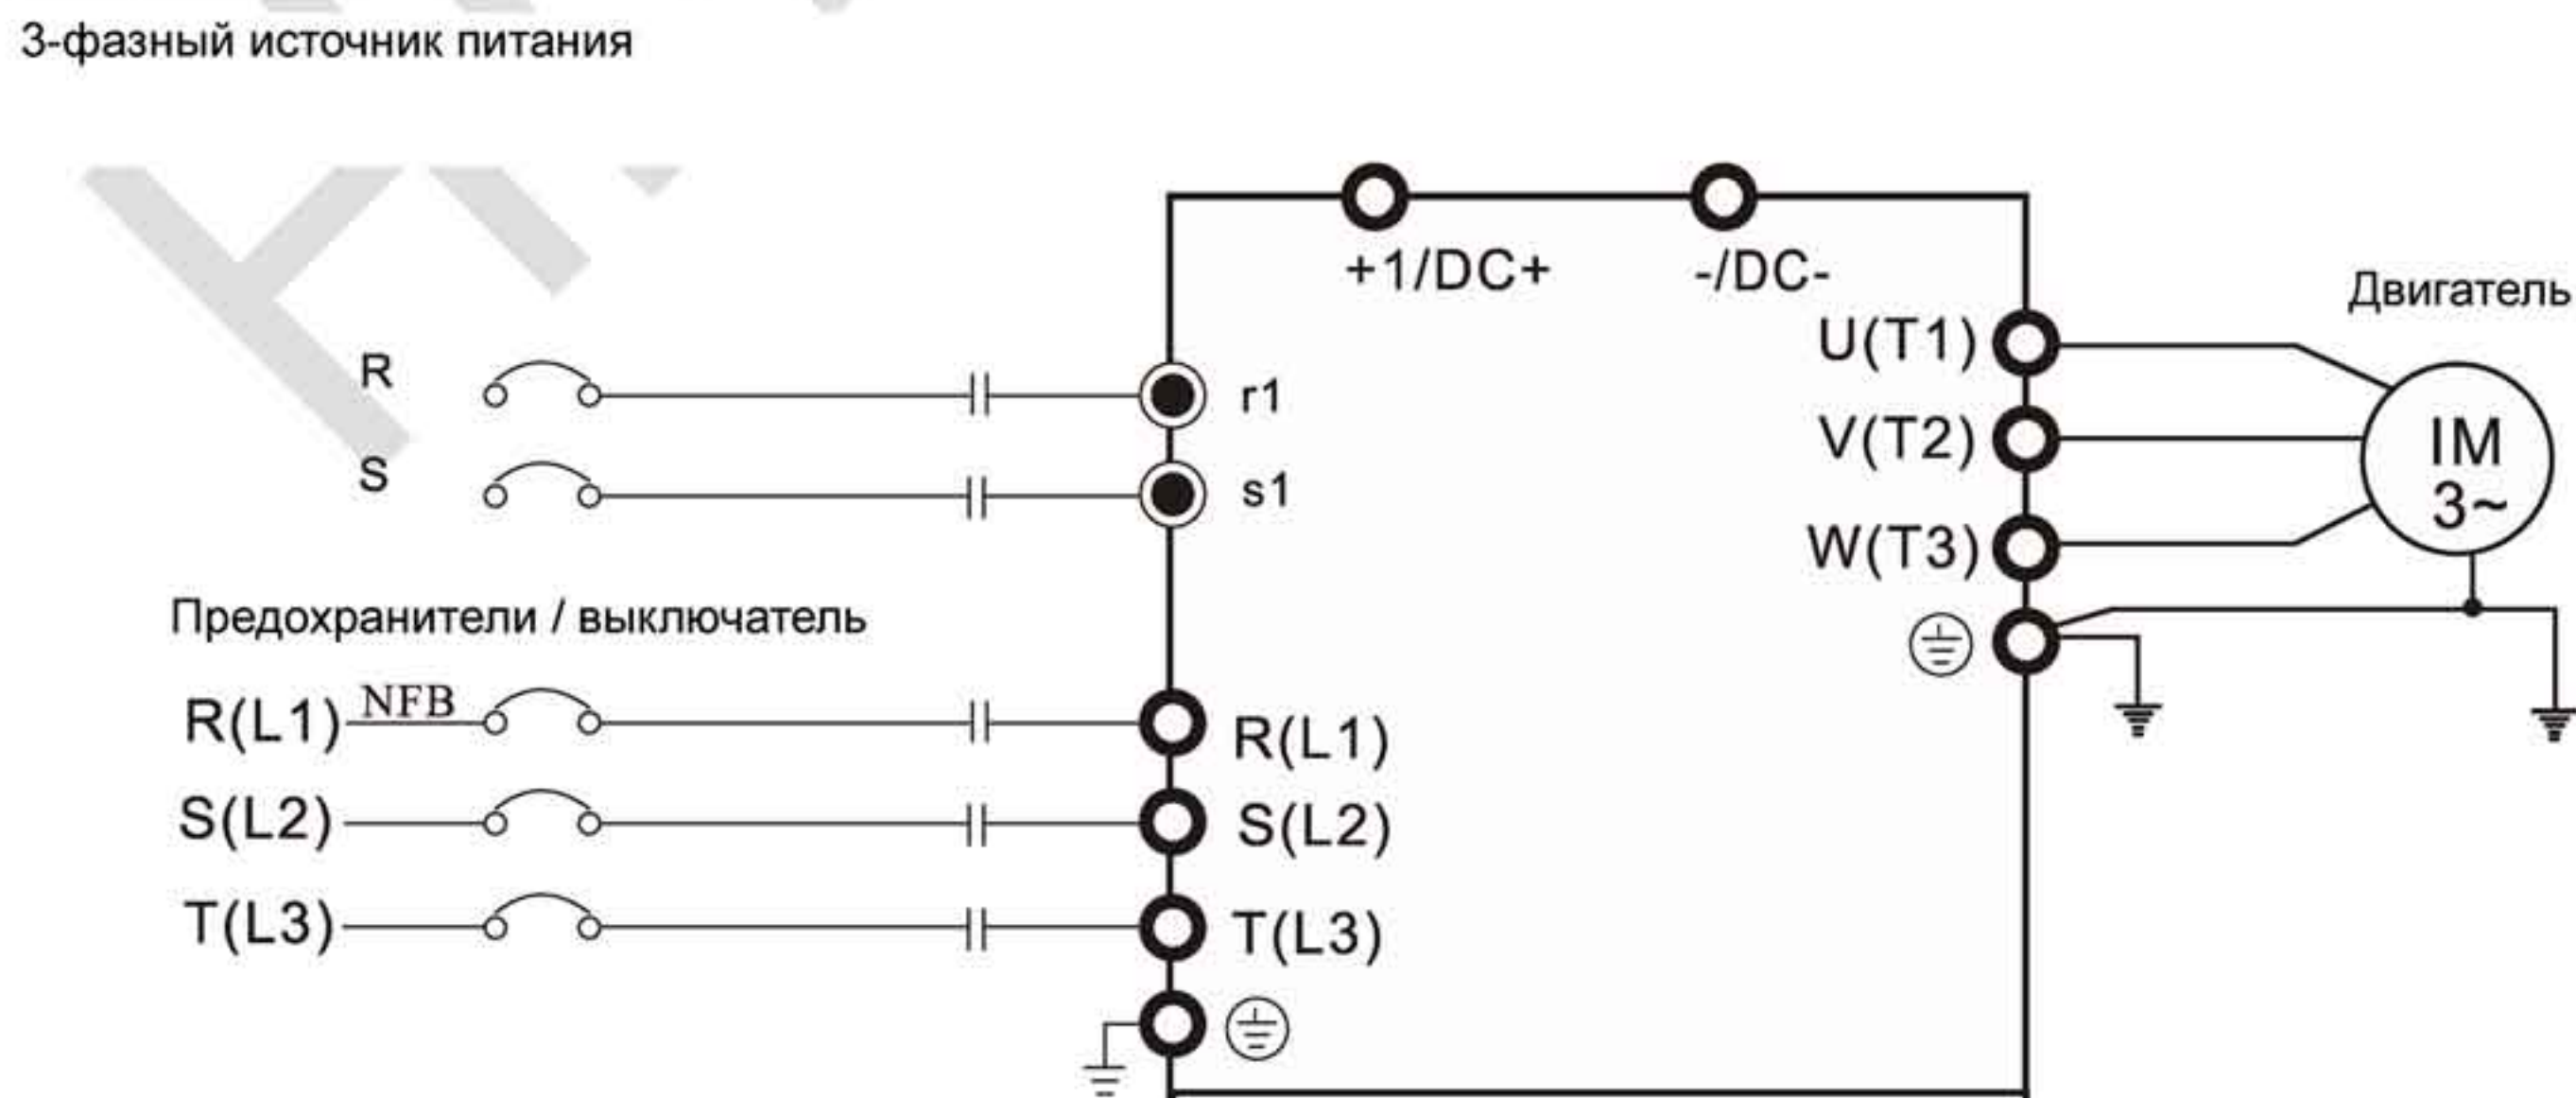 3-фазный источник питания
+1/DC+ -/DC-
Двигатель
R r1 U(T1)
S s1 V(T2) IM
W(T3) 3~
Предохранители / выключатель
R(L1) NFB R(L1)
S(L2) S(L2)
T(L3) T(L3)